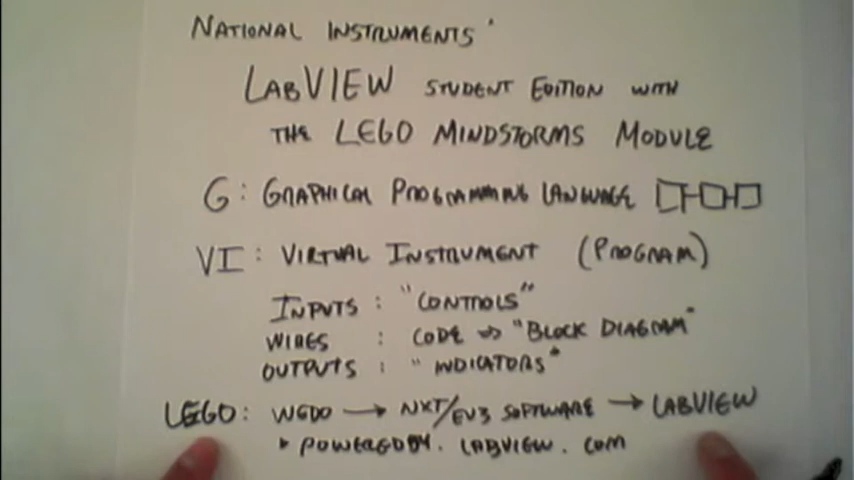 NATIONAL INSTRUMENTS'
LABVIEW STUDENT EDITION WITH
THE LEGO MINDSTORMS MODULE
G: GRAPHICAL PROGRAMMING LANGUAGE
VI: VIRTUAL INSTRUMENT (PROGRAM)
INPUTS: "CONTROLS"
WIRES: CODE => "BLOCK DIAGRAM"
OUTPUTS: "INDICATORS"
LEGO: WEDO → NXT/EV3 SOFTWARE → LABVIEW
• POWEREDBY.LABVIEW.COM